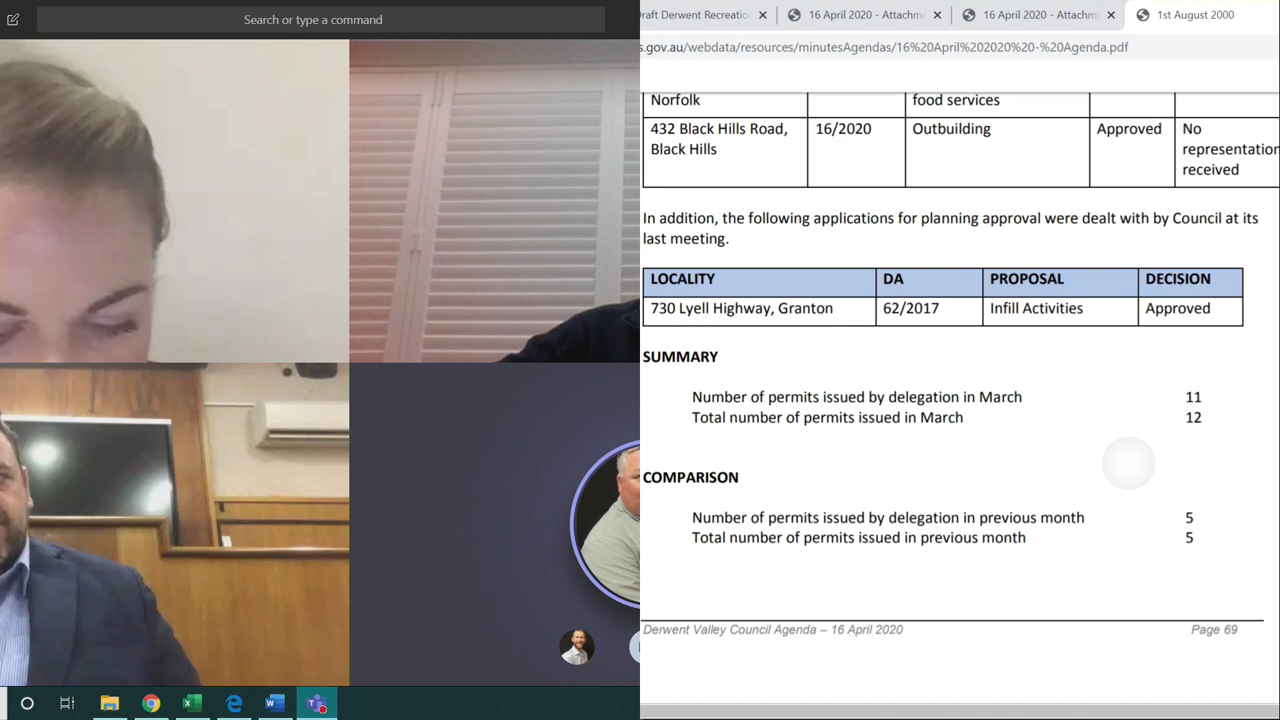 Search or type a command
raft Derwent Recreatio
16 April 2020 - Attachm
16 April 2020 - Attachm
1st August 2000
s.gov.au/webdata/resources/minutesAgendas/16%20April%202020%20-%20Agenda.pdf
Norfolk food services
432 Black Hills Road, 16/2020 Outbuilding Approved No
Black Hills representation
received
In addition, the following applications for planning approval were dealt with by Council at its
last meeting.
LOCALITY DA PROPOSAL DECISION
730 Lyell Highway, Granton 62/2017 Infill Activities Approved
SUMMARY
Number of permits issued by delegation in March 11
Total number of permits issued in March 12
COMPARISON
Number of permits issued by delegation in previous month 5
Total number of permits issued in previous month 5
Derwent Valley Council Agenda – 16 April 2020 Page 69